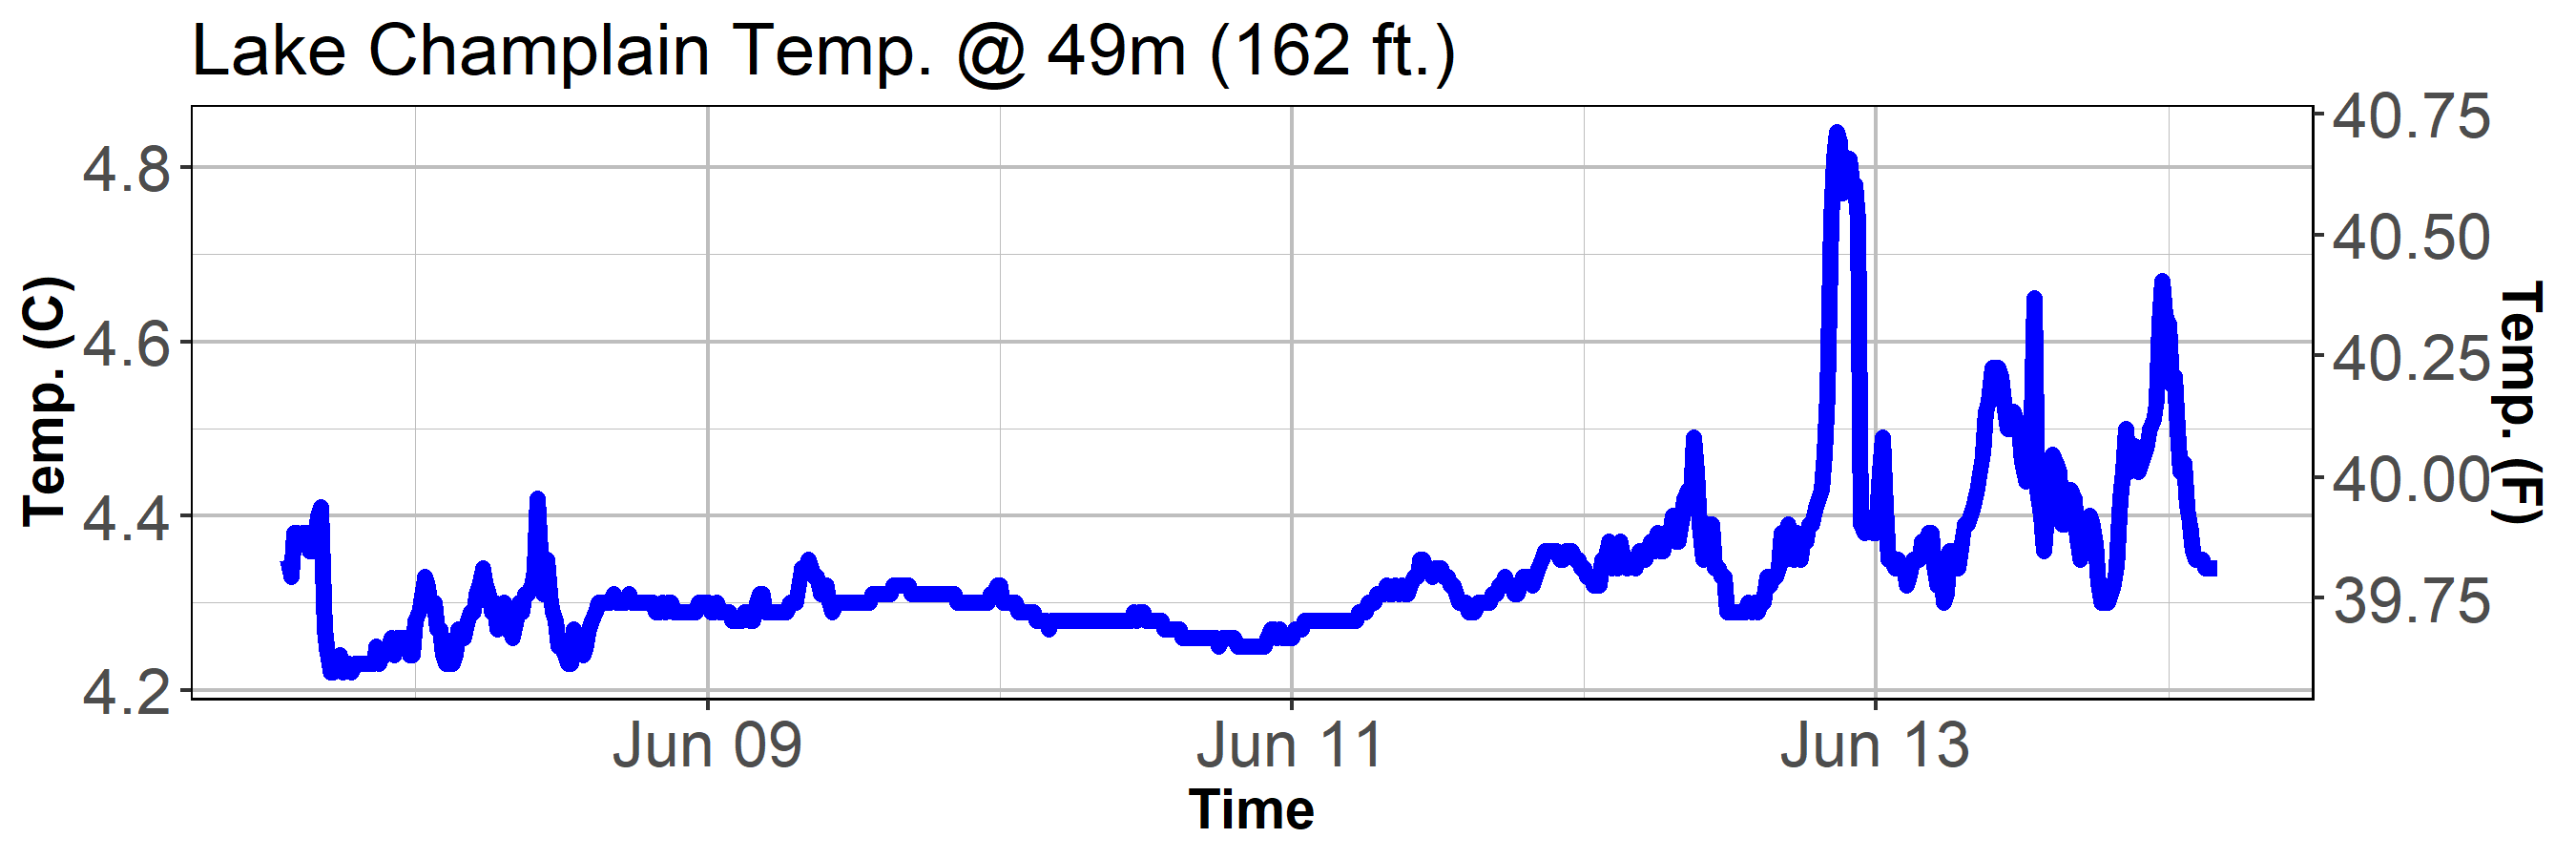 Lake Champlain Temp. @ 49m (162 ft.)
Temp. (C)
4.8
4.6
4.4
4.2
40.75
40.50
40.25
40.00
39.75
Temp. (F)
Jun 09
Jun 11
Jun 13
Time